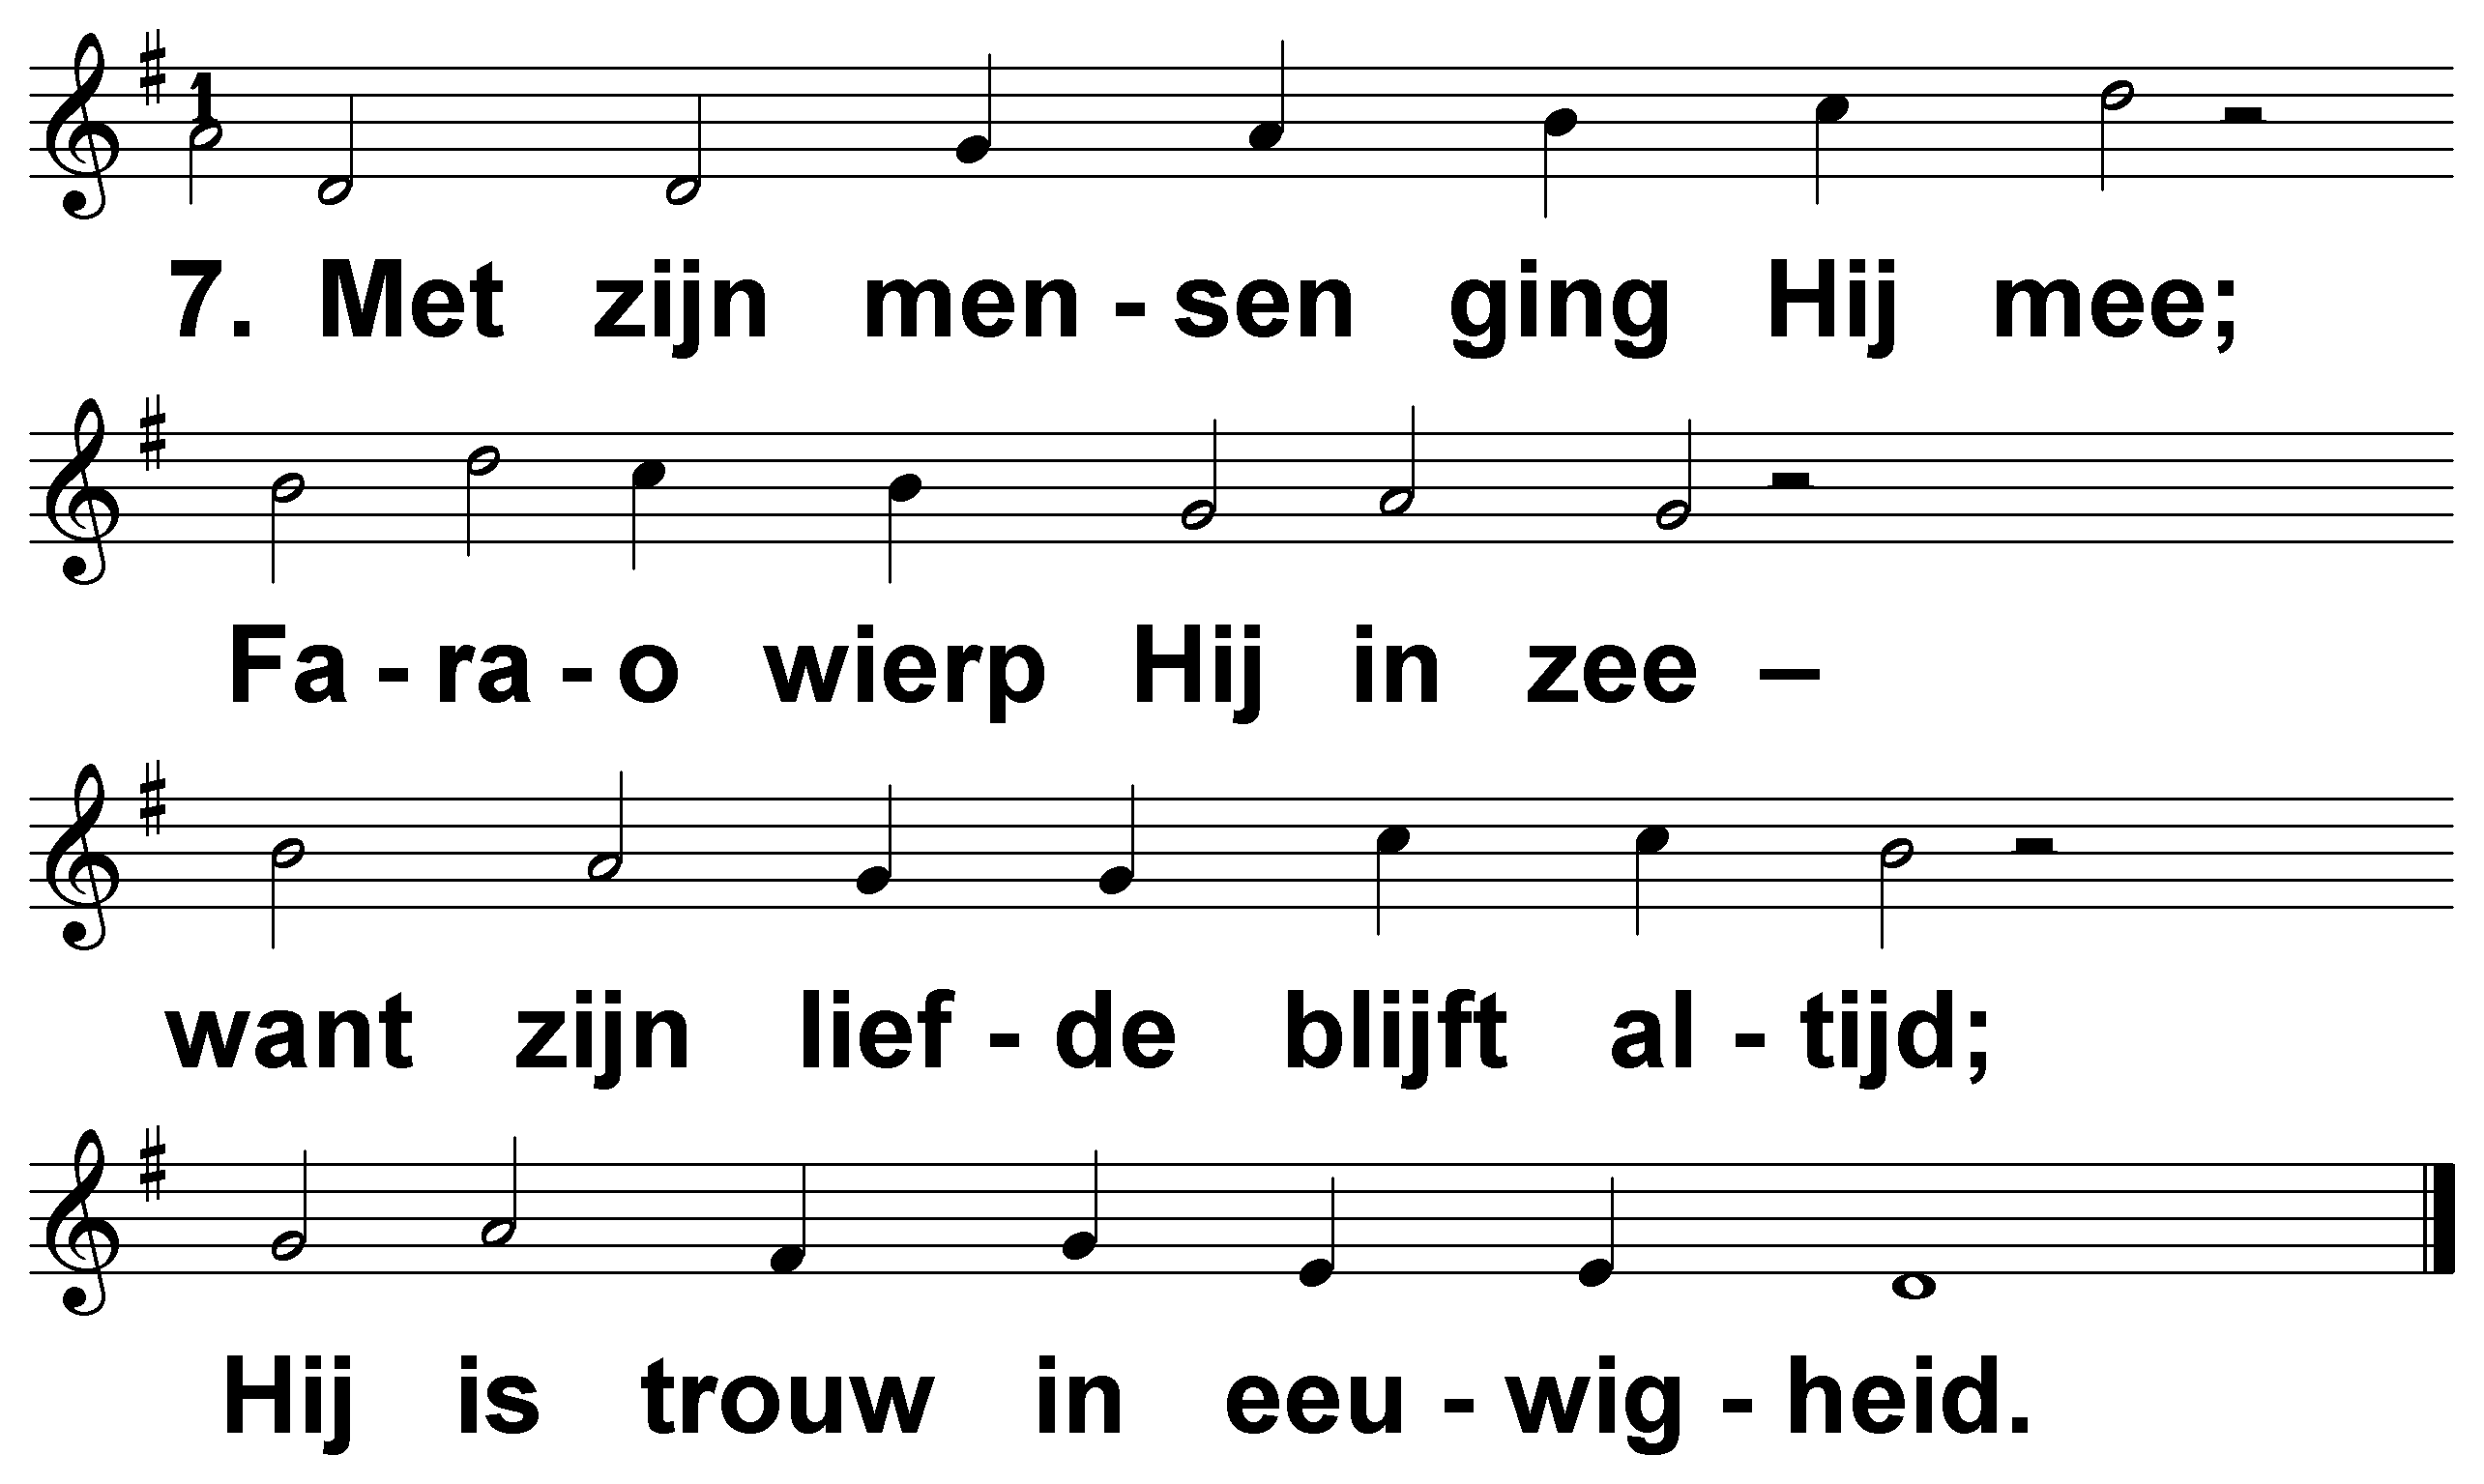 1
7. Met zijn men - sen ging Hij mee;
Fa - ra - o wierp Hij in zee –
want zijn lief - de blijft al - tijd;
Hij is trouw in eeu - wig - heid.